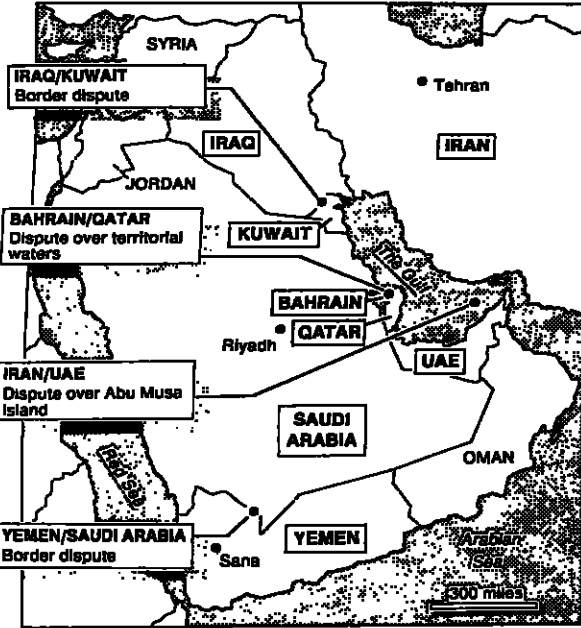 SYRIA
IRAQ/KUWAIT
Border dispute
Tehran
IRAQ
IRAN
JORDAN
BAHRAIN/QATAR
Dispute over territorial
waters
KUWAIT
The Gulf
BAHRAIN
Riyadh
QATAR
UAE
IRAN/UAE
Dispute over Abu Musa
Island
SAUDI
ARABIA
OMAN
Red Sea
YEMEN/SAUDI ARABIA
Border dispute
Sana
YEMEN
Arabian
Sea
300 miles